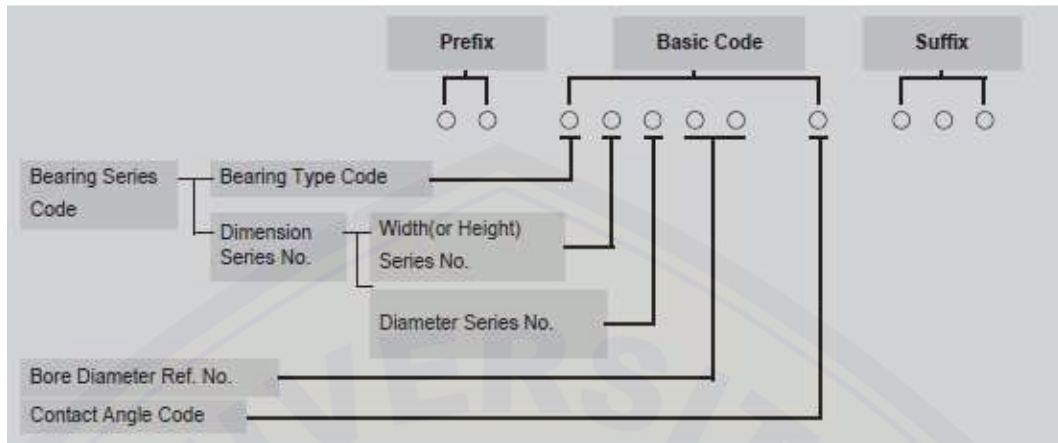 Prefix Basic Code Suffix
Bearing Series Code
Bearing Type Code
Dimension
Series No.
Width(or Height)
Series No.
Diameter Series No.
Bore Diameter Ref. No.
Contact Angle Code
VERS